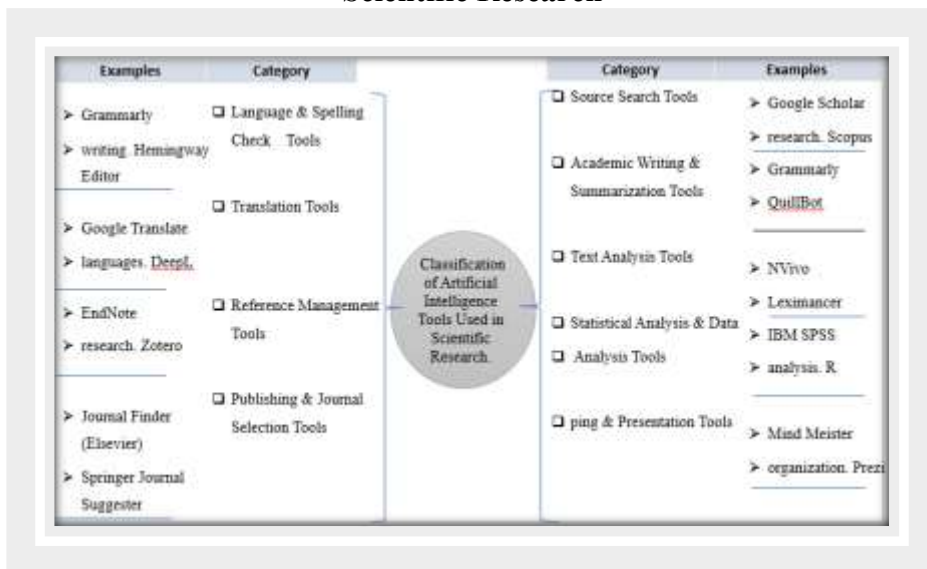 Examples
Category
Grammarly
writing. Hemingway
Editor
Language & Spelling
Check Tools
Google Translate
languages. DeepL
Translation Tools
EndNote
research. Zotero
Reference Management
Tools
Journal Finder
(Elsevier)
Springer Journal
Suggester
Publishing & Journal
Selection Tools
Classification
of Artificial
Intelligence
Tools Used in
Scientific
Research.
Category
Examples
Source Search Tools
Google Scholar
research. Scopus
Academic Writing &
Summarization Tools
Grammarly
QuillBot
Text Analysis Tools
NVivo
Leximancer
Statistical Analysis & Data
Analysis Tools
IBM SPSS
analysis. R
ping & Presentation Tools
Mind Meister
organization. Prezi